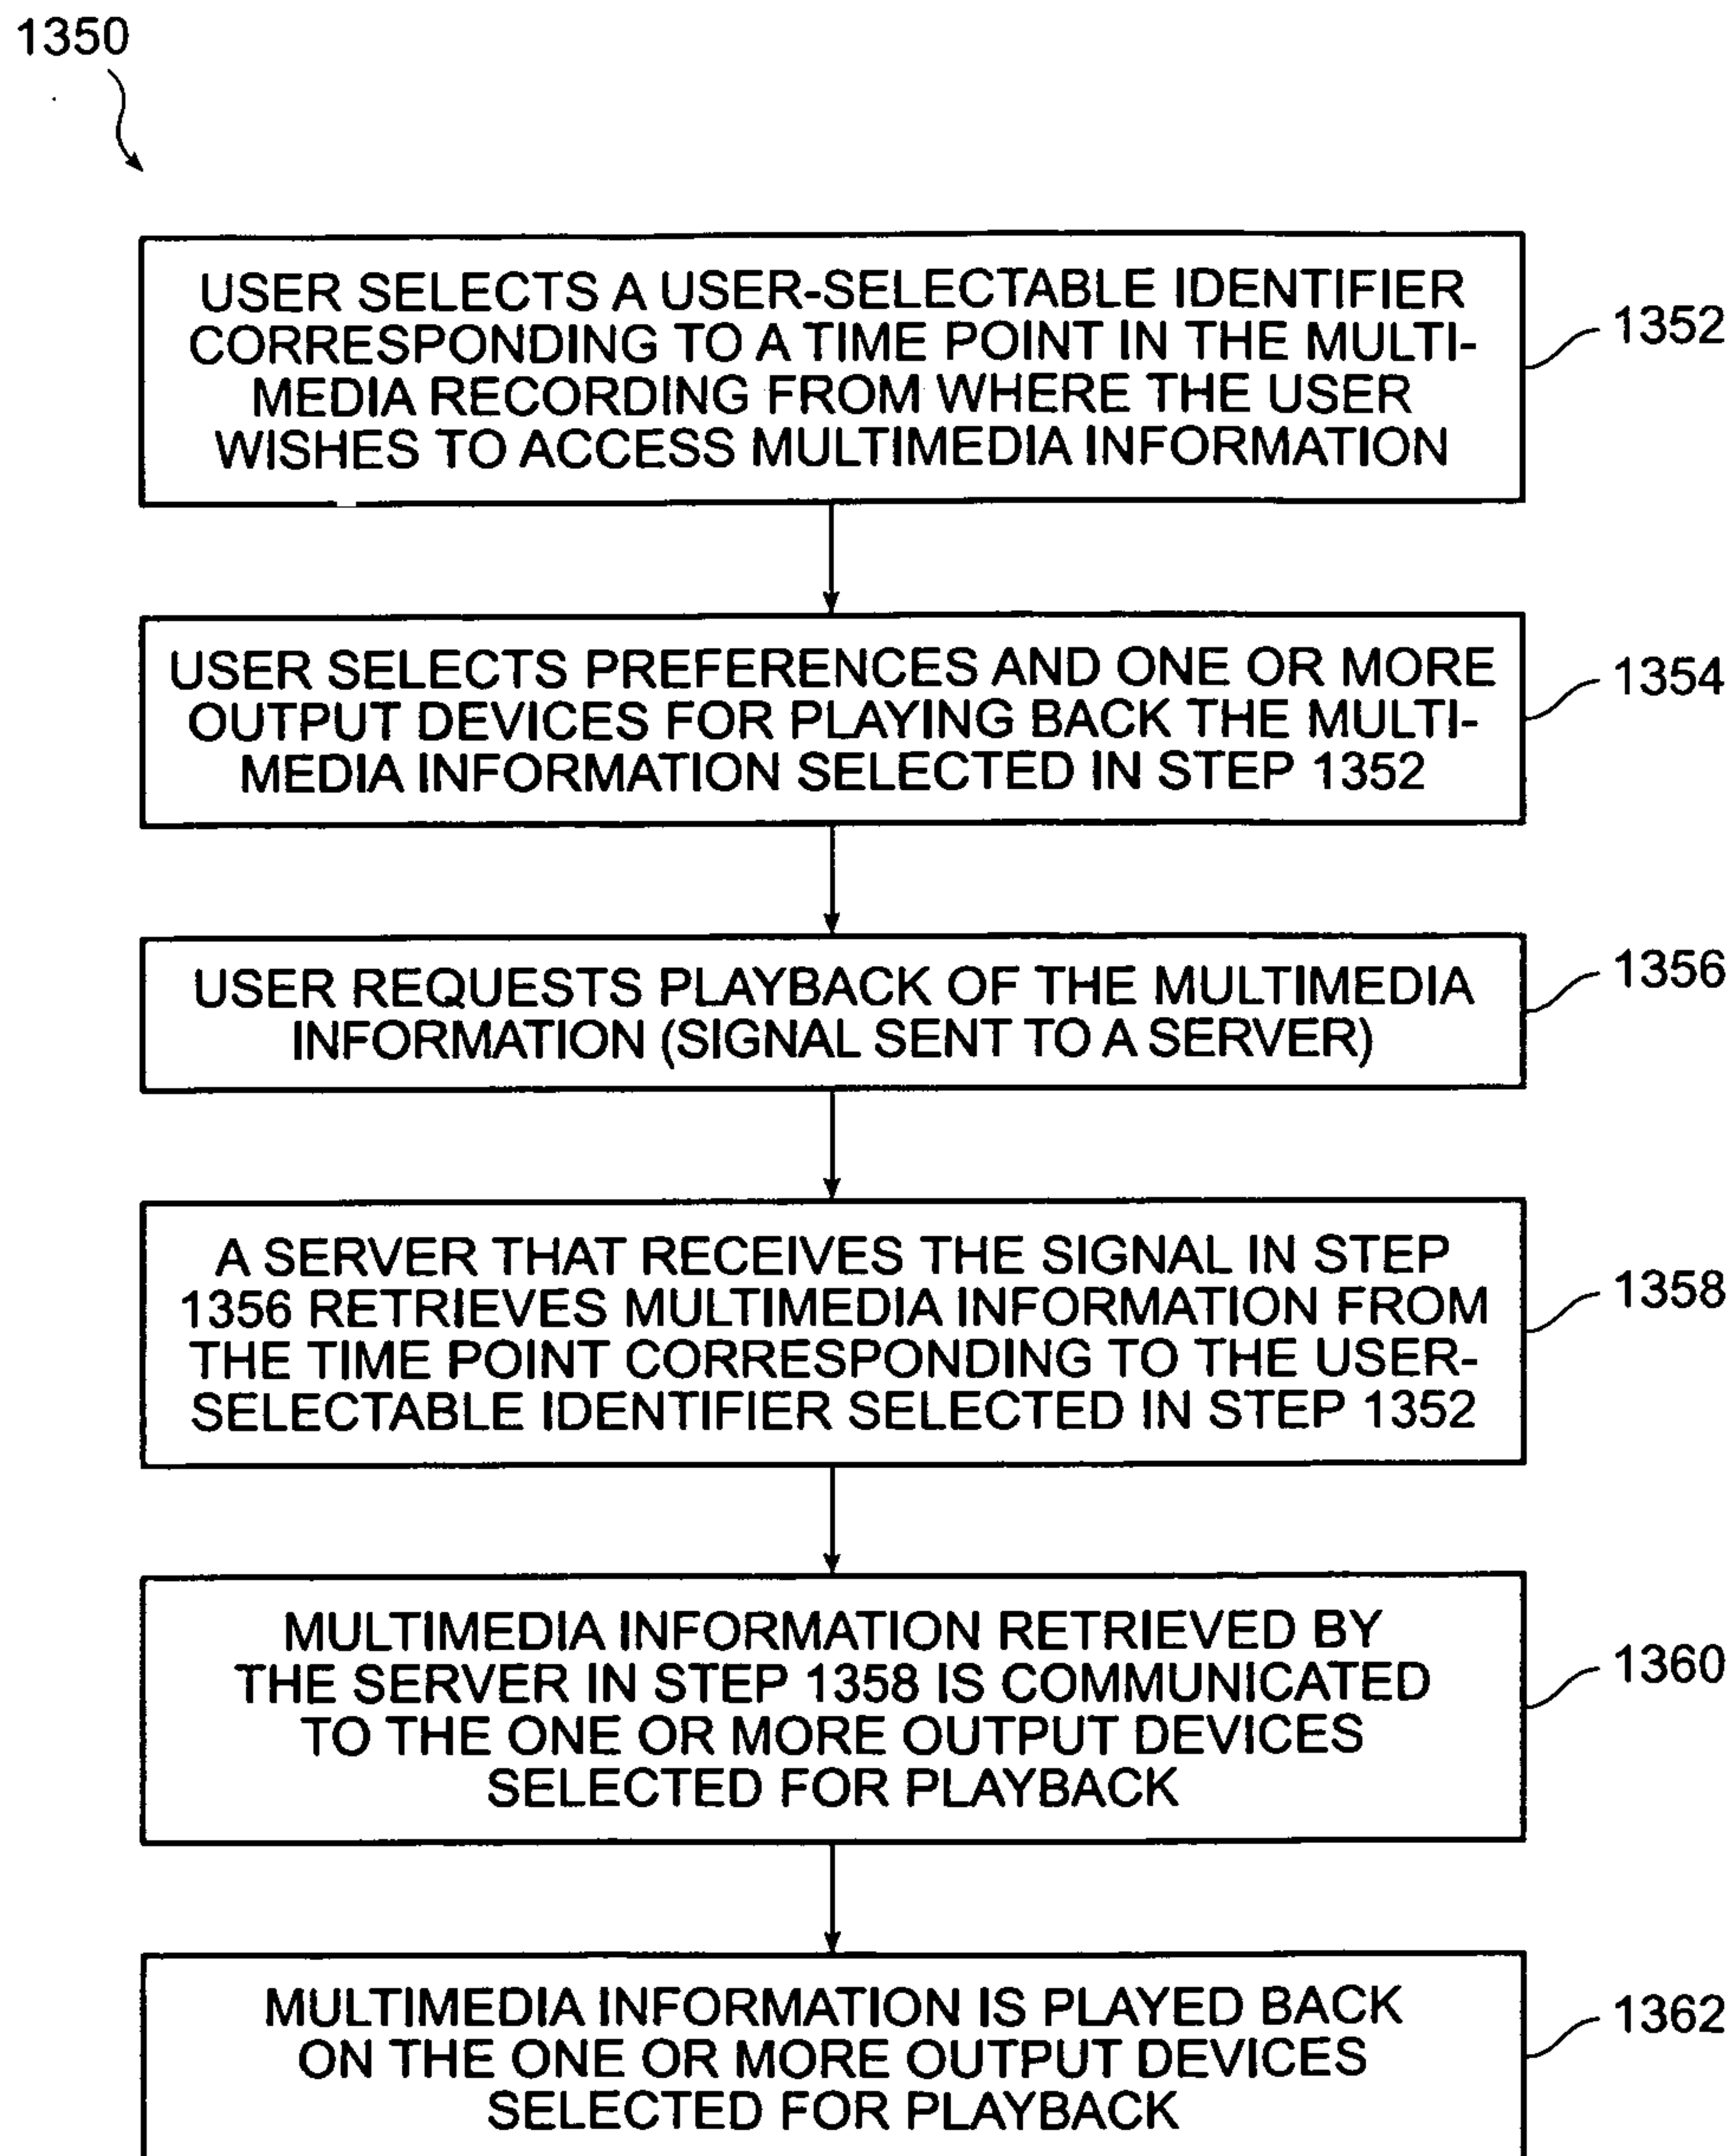 1350
USER SELECTS A USER-SELECTABLE IDENTIFIER
CORRESPONDING TO A TIME POINT IN THE MULTI-
MEDIA RECORDING FROM WHERE THE USER
WISHES TO ACCESS MULTIMEDIA INFORMATION
1352
USER SELECTS PREFERENCES AND ONE OR MORE
OUTPUT DEVICES FOR PLAYING BACK THE MULTI-
MEDIA INFORMATION SELECTED IN STEP 1352
1354
USER REQUESTS PLAYBACK OF THE MULTIMEDIA
INFORMATION (SIGNAL SENT TO A SERVER)
1356
A SERVER THAT RECEIVES THE SIGNAL IN STEP
1356 RETRIEVES MULTIMEDIA INFORMATION FROM
THE TIME POINT CORRESPONDING TO THE USER-
SELECTABLE IDENTIFIER SELECTED IN STEP 1352
1358
MULTIMEDIA INFORMATION RETRIEVED BY
THE SERVER IN STEP 1358 IS COMMUNICATED
TO THE ONE OR MORE OUTPUT DEVICES
SELECTED FOR PLAYBACK
1360
MULTIMEDIA INFORMATION IS PLAYED BACK
ON THE ONE OR MORE OUTPUT DEVICES
SELECTED FOR PLAYBACK
1362